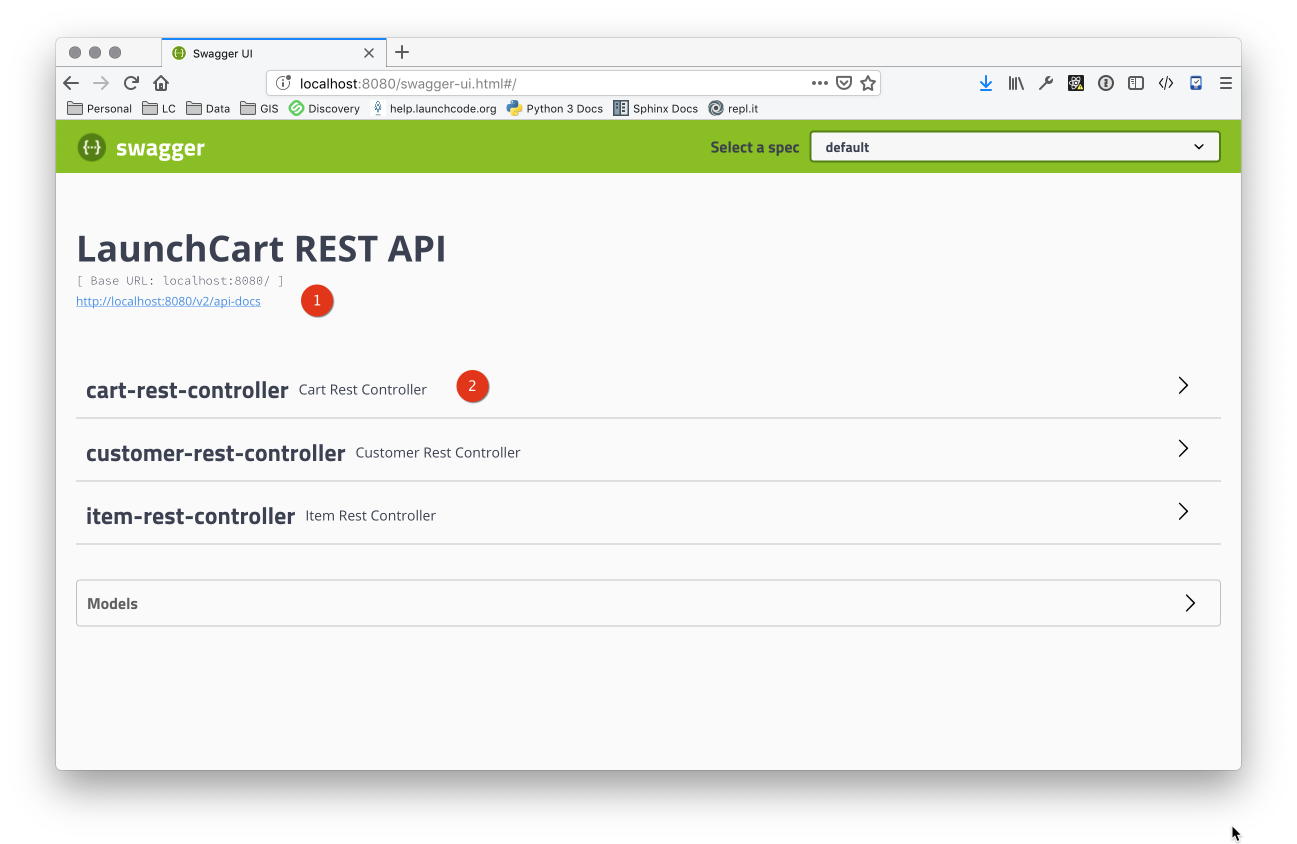 Swagger UI
localhost:8080/swagger-ui.html#/
Personal LC Data GIS Discovery help.launchcode.org Python 3 Docs Sphinx Docs repl.it
{··} swagger Select a spec default
LaunchCart REST API
[ Base URL: localhost:8080/ ]
http://localhost:8080/v2/api-docs 1
cart-rest-controller Cart Rest Controller 2
customer-rest-controller Customer Rest Controller
item-rest-controller Item Rest Controller
Models